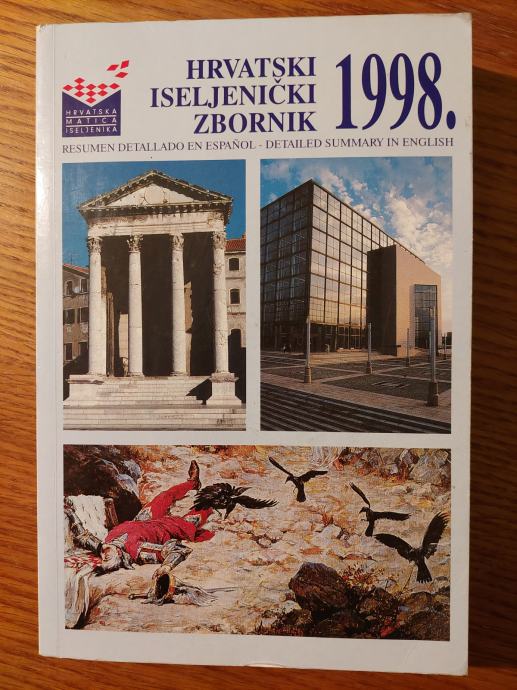 HRVATSKA
MATICA
ISELJENIKA
HRVATSKI
ISELJENIČKI
ZBORNIK
1998.
RESUMEN DETALLADO EN ESPAÑOL - DETAILED SUMMARY IN ENGLISH